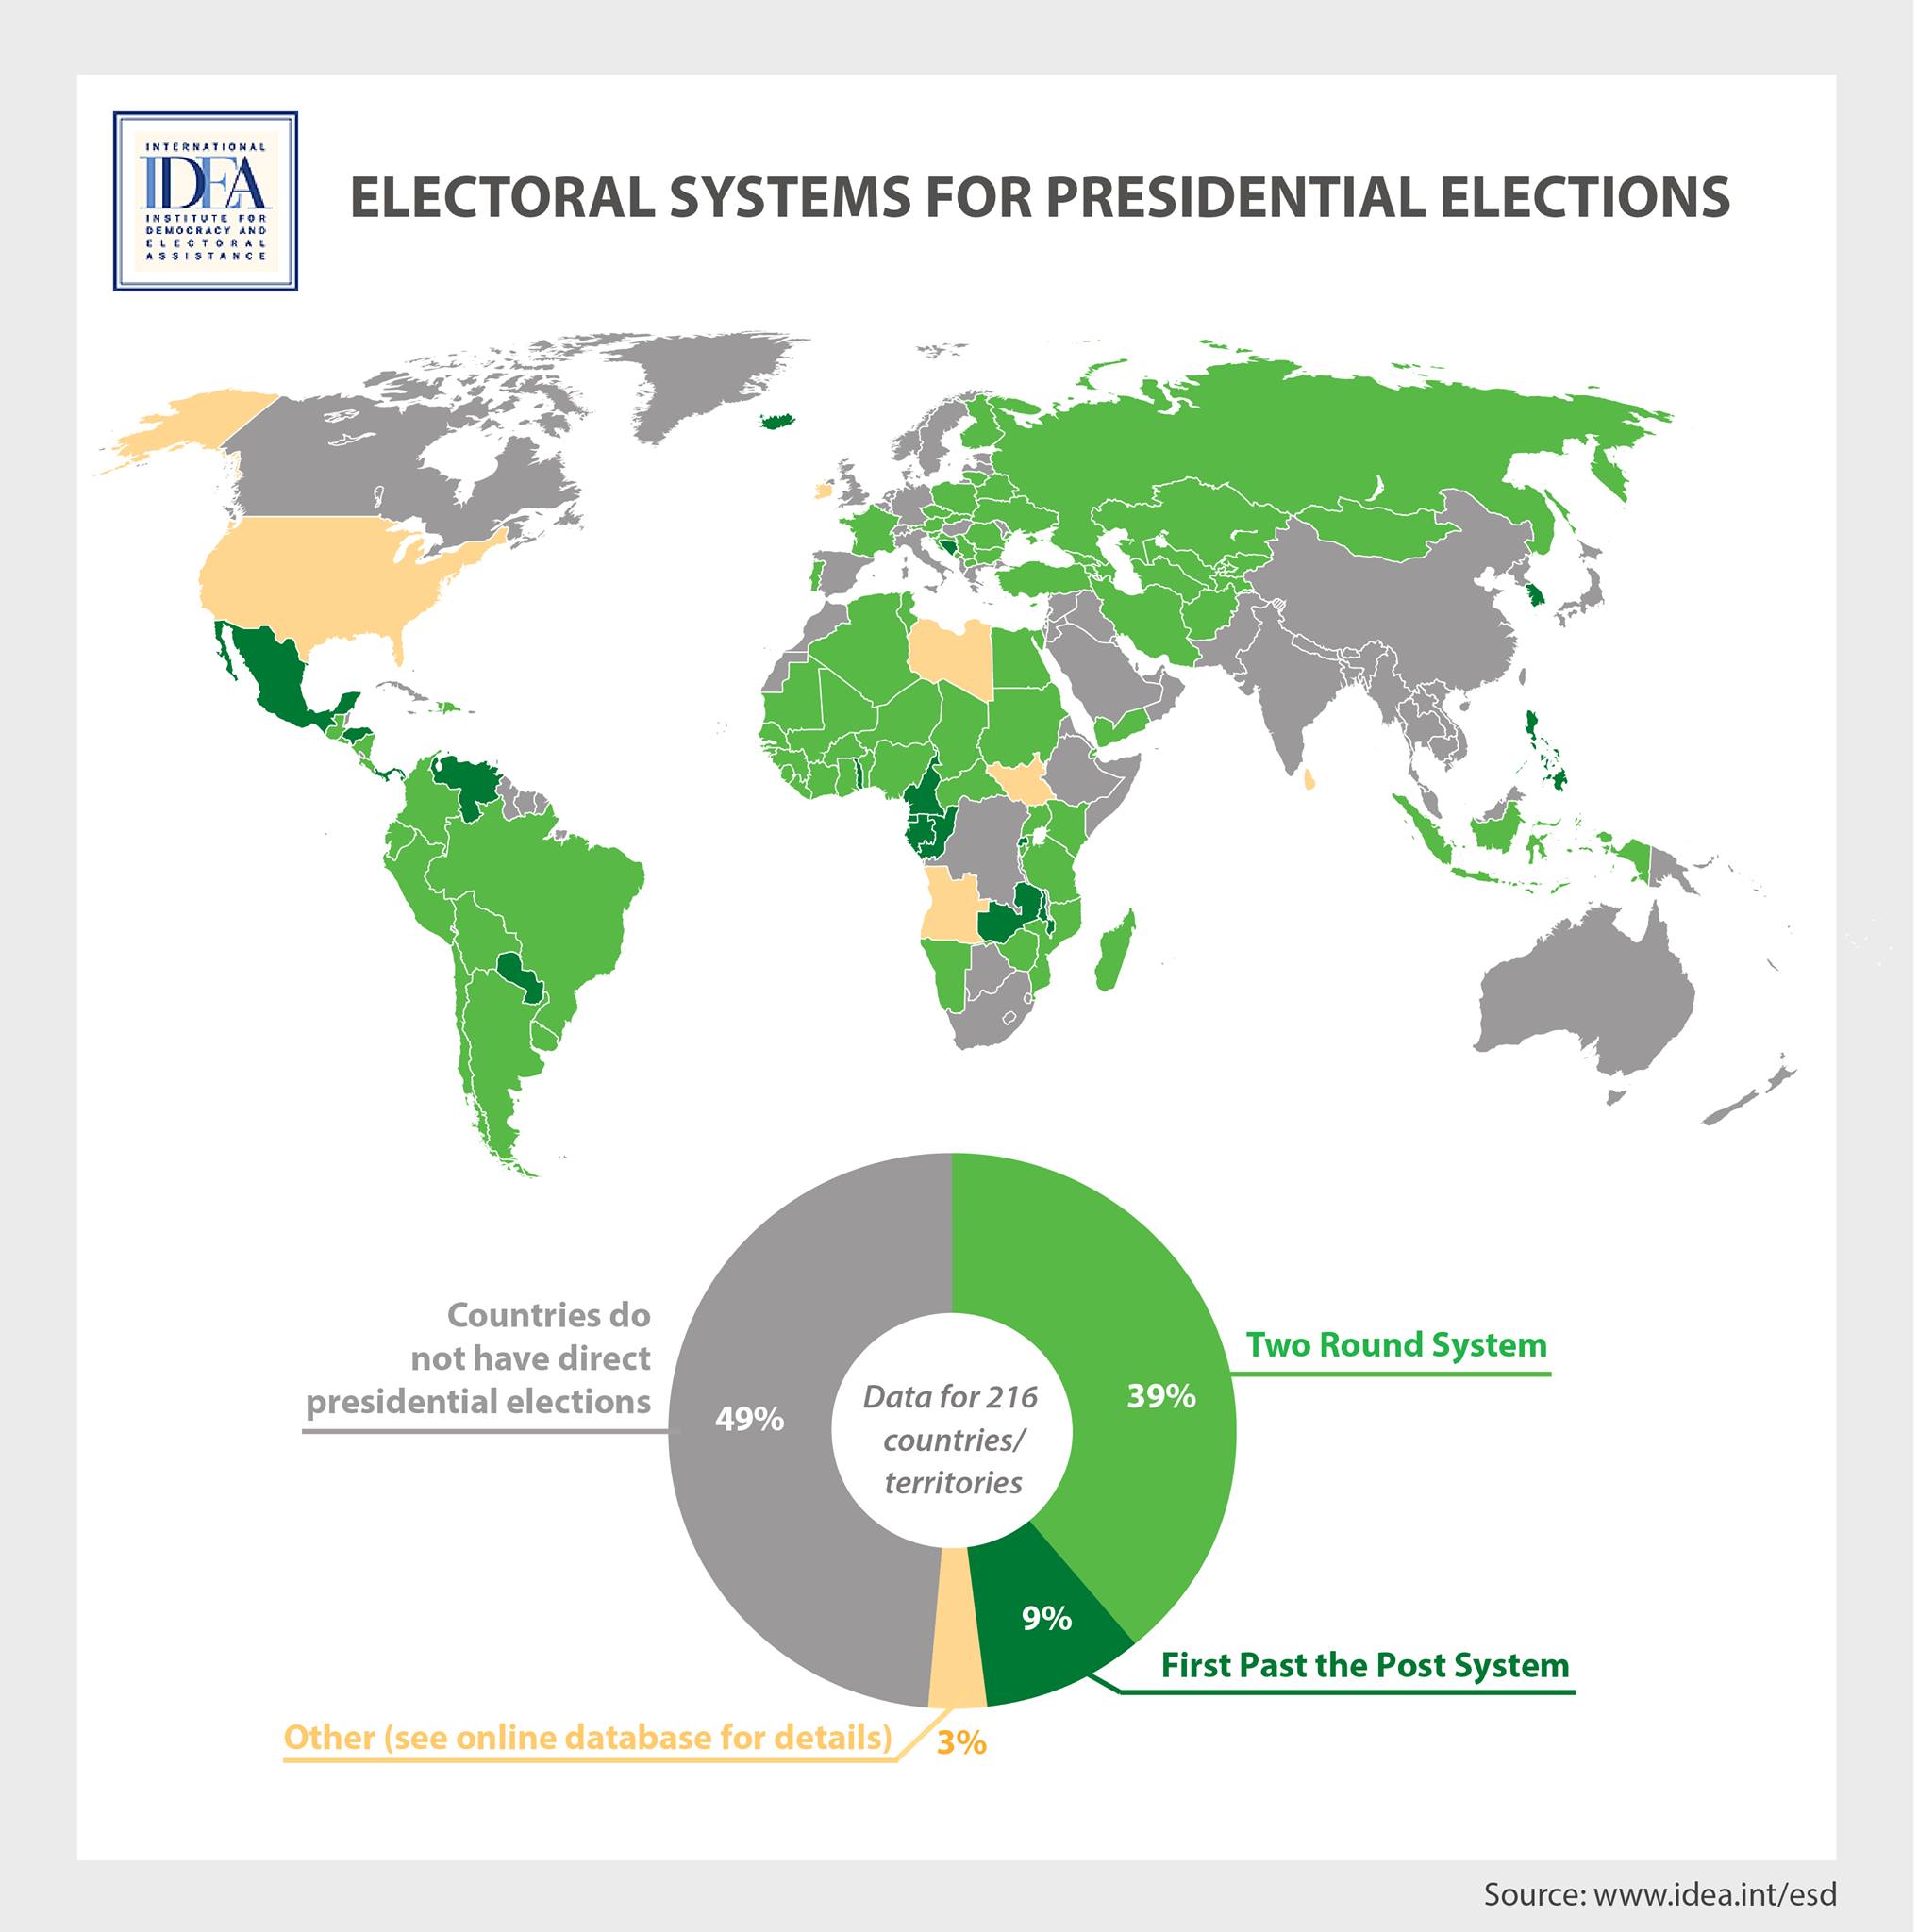 INTERNATIONAL
IDEA
INSTITUTE FOR
DEMOCRACY AND
ELECTORAL
ASSISTANCE
ELECTORAL SYSTEMS FOR PRESIDENTIAL ELECTIONS
Countries do
not have direct
presidential elections
49%
Data for 216
countries/
territories
39%
Two Round System
9%
First Past the Post System
Other (see online database for details)
3%
Source: www.idea.int/esd